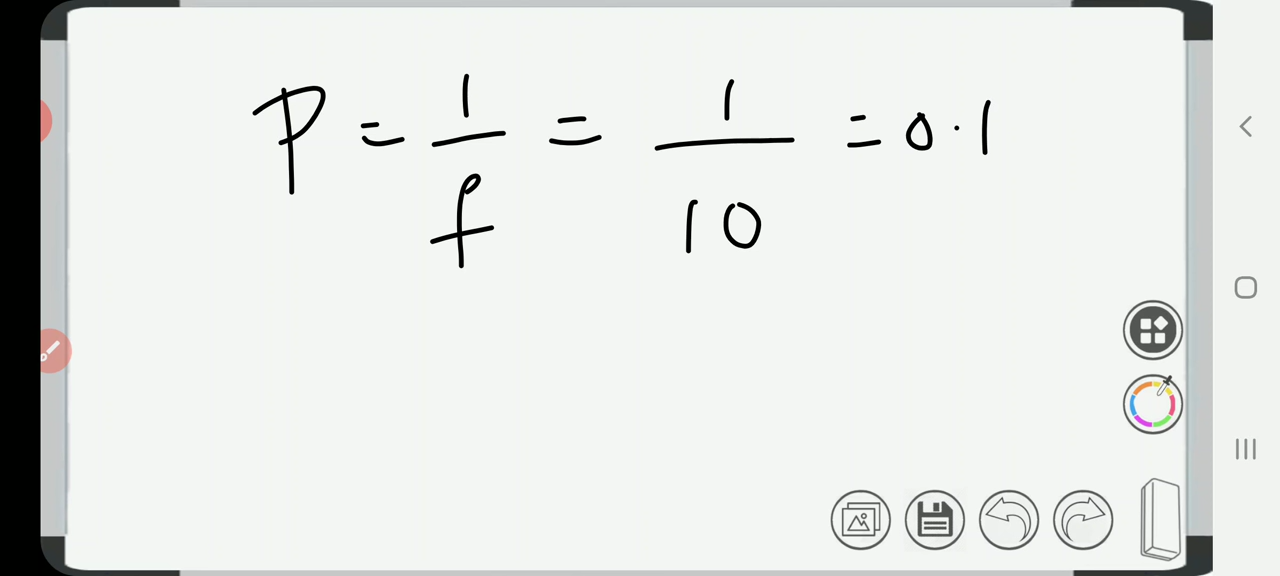 P = 1/f = 1/10 = 0.1